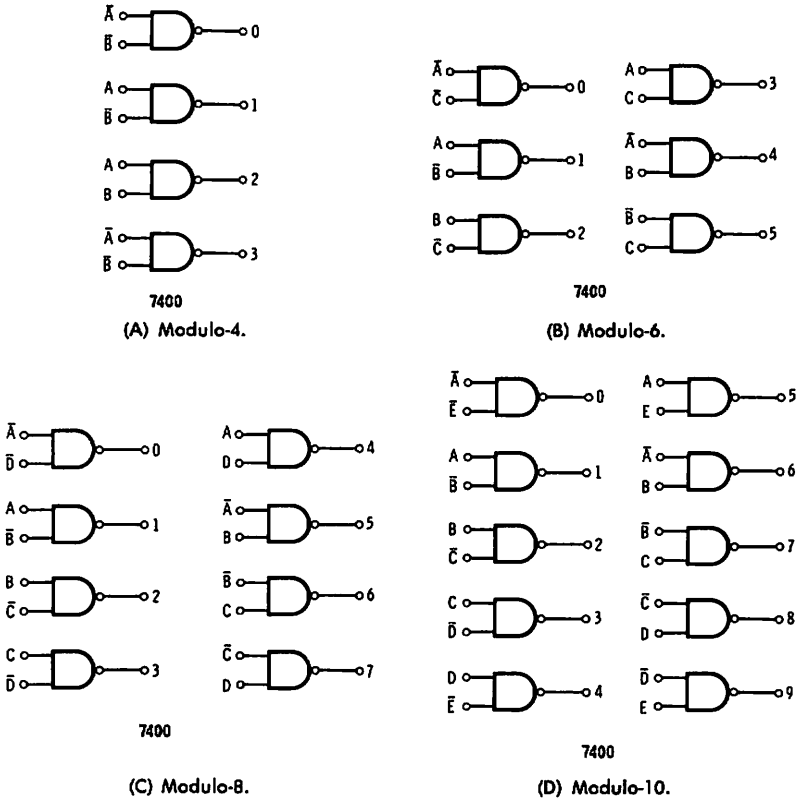 A̅
B̅
0
A
B̅
1
A
B
2
A̅
B̅
3
7400
(A) Modulo-4.
A̅
C̅
0
A
B̅
1
B
C̅
2
A
C
3
A̅
B
4
B̅
C
5
7400
(B) Modulo-6.
A̅
D̅
0
A
B̅
1
B
C̅
2
C
D̅
3
A
D
4
A̅
B
5
B̅
C
6
C̅
D
7
7400
(C) Modulo-8.
A̅
E̅
0
A
B̅
1
B
C̅
2
C
D̅
3
D
E̅
4
A
E
5
A̅
B
6
B̅
C
7
C̅
D
8
D̅
E
9
7400
(D) Modulo-10.